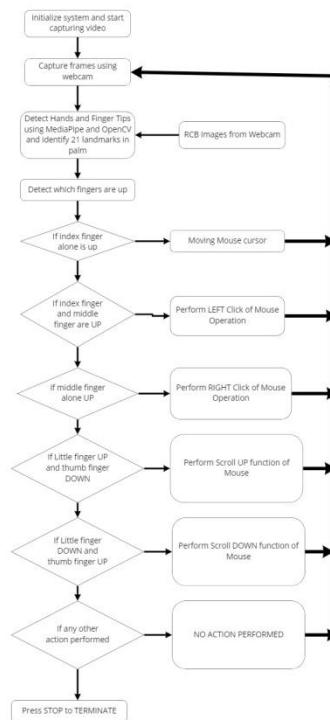 Initialize system and start
capturing video
Capture frames using
webcam
Detect Hands and Finger Tips
using MediaPipe and OpenCV
and identify 21 landmarks in
palm
RCB Images from Webcam
Detect which fingers are up
If index finger
alone is up
Moving Mouse cursor
If index finger
and middle
finger are UP
Perform LEFT Click of Mouse
Operation
If middle finger
alone UP
Perform RIGHT Click of Mouse
Operation
If Little finger UP
and thumb finger
DOWN
Perform Scroll UP function of
Mouse
If Little finger
DOWN and
thumb finger UP
Perform Scroll DOWN function of
Mouse
If any other
action performed
NO ACTION PERFORMED
Press STOP to TERMINATE